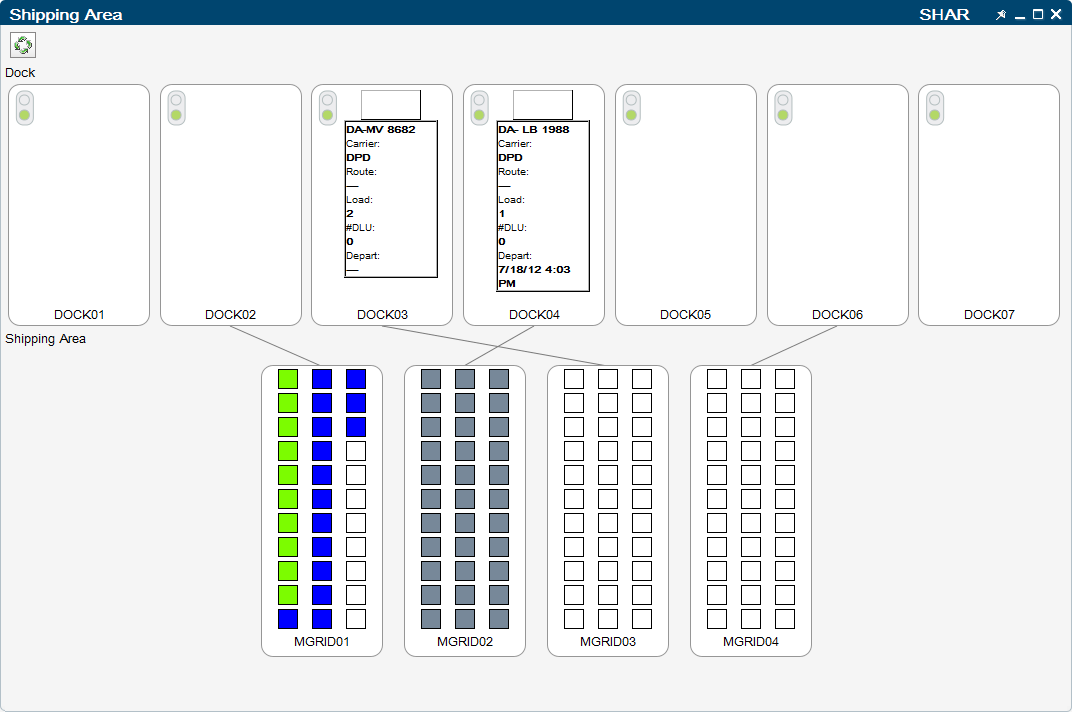 Shipping Area SHAR
Dock
DA-MV 8682
Carrier:
DPD
Route:
—
Load:
2
#DLU:
0
Depart:
—
DA- LB 1988
Carrier:
DPD
Route:
—
Load:
1
#DLU:
0
Depart:
7/18/12 4:03
PM
DOCK01 DOCK02 DOCK03 DOCK04 DOCK05 DOCK06 DOCK07
Shipping Area
MGRID01 MGRID02 MGRID03 MGRID04